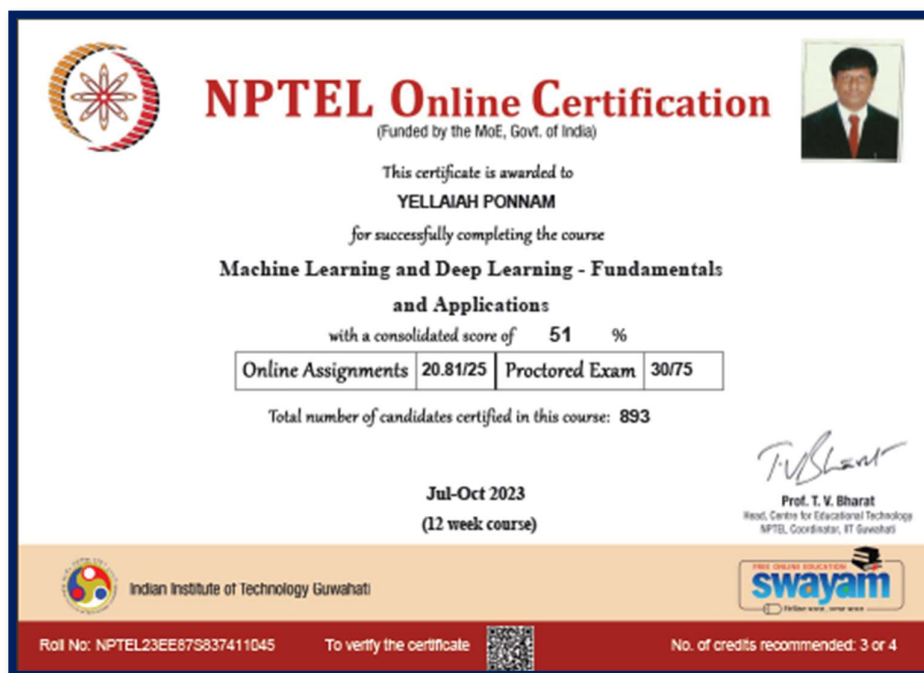 NPTEL Online Certification
(Funded by the MoE, Govt. of India)
This certificate is awarded to
YELLAIAH PONNAM
for successfully completing the course
Machine Learning and Deep Learning - Fundamentals
and Applications
with a consolidated score of 51 %
Online Assignments 20.81/25 Proctored Exam 30/75
Total number of candidates certified in this course: 893
Jul-Oct 2023
(12 week course)
Prof. T. V. Bharat
Head, Centre for Educational Technology
NPTEL Coordinator, IIT Guwahati
Indian Institute of Technology Guwahati
FREE ONLINE EDUCATION
swayam
Roll No: NPTEL23EE87S837411045 To verify the certificate No. of credits recommended: 3 or 4